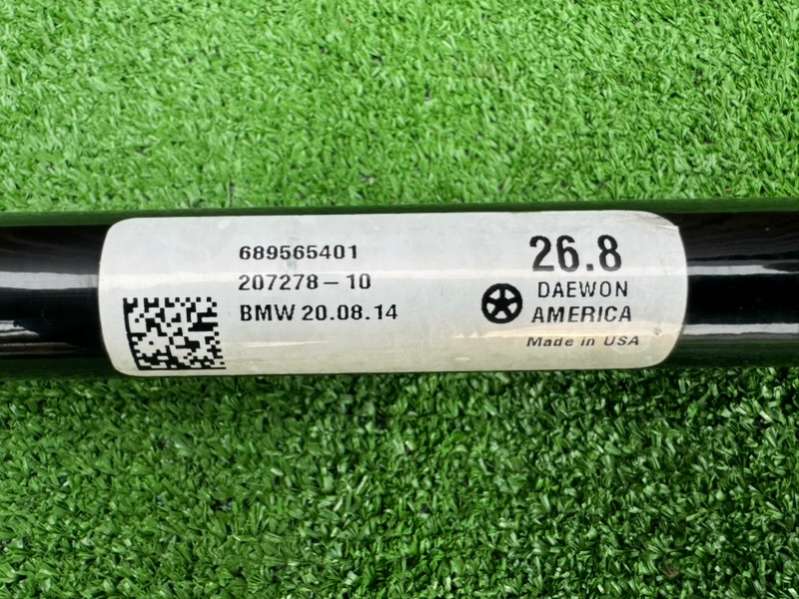 689565401
207278-10
BMW 20.08.14
26.8
DAEWON
AMERICA
Made in USA